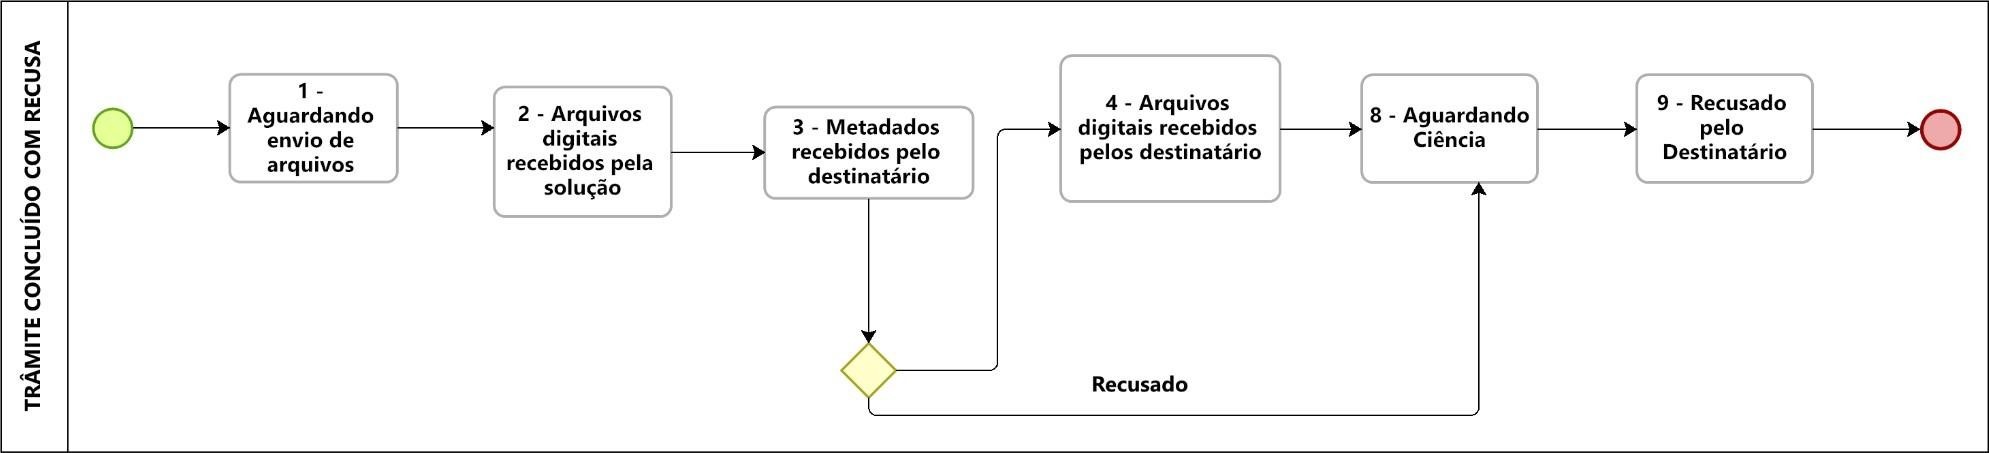 TRÂMITE CONCLUÍDO COM RECUSA
1 -
Aguardando
envio de
arquivos
2 - Arquivos
digitais
recebidos pela
solução
3 - Metadados
recebidos pelo
destinatário
4 - Arquivos
digitais recebidos
pelos destinatário
8 - Aguardando
Ciência
9 - Recusado
pelo
Destinatário
Recusado